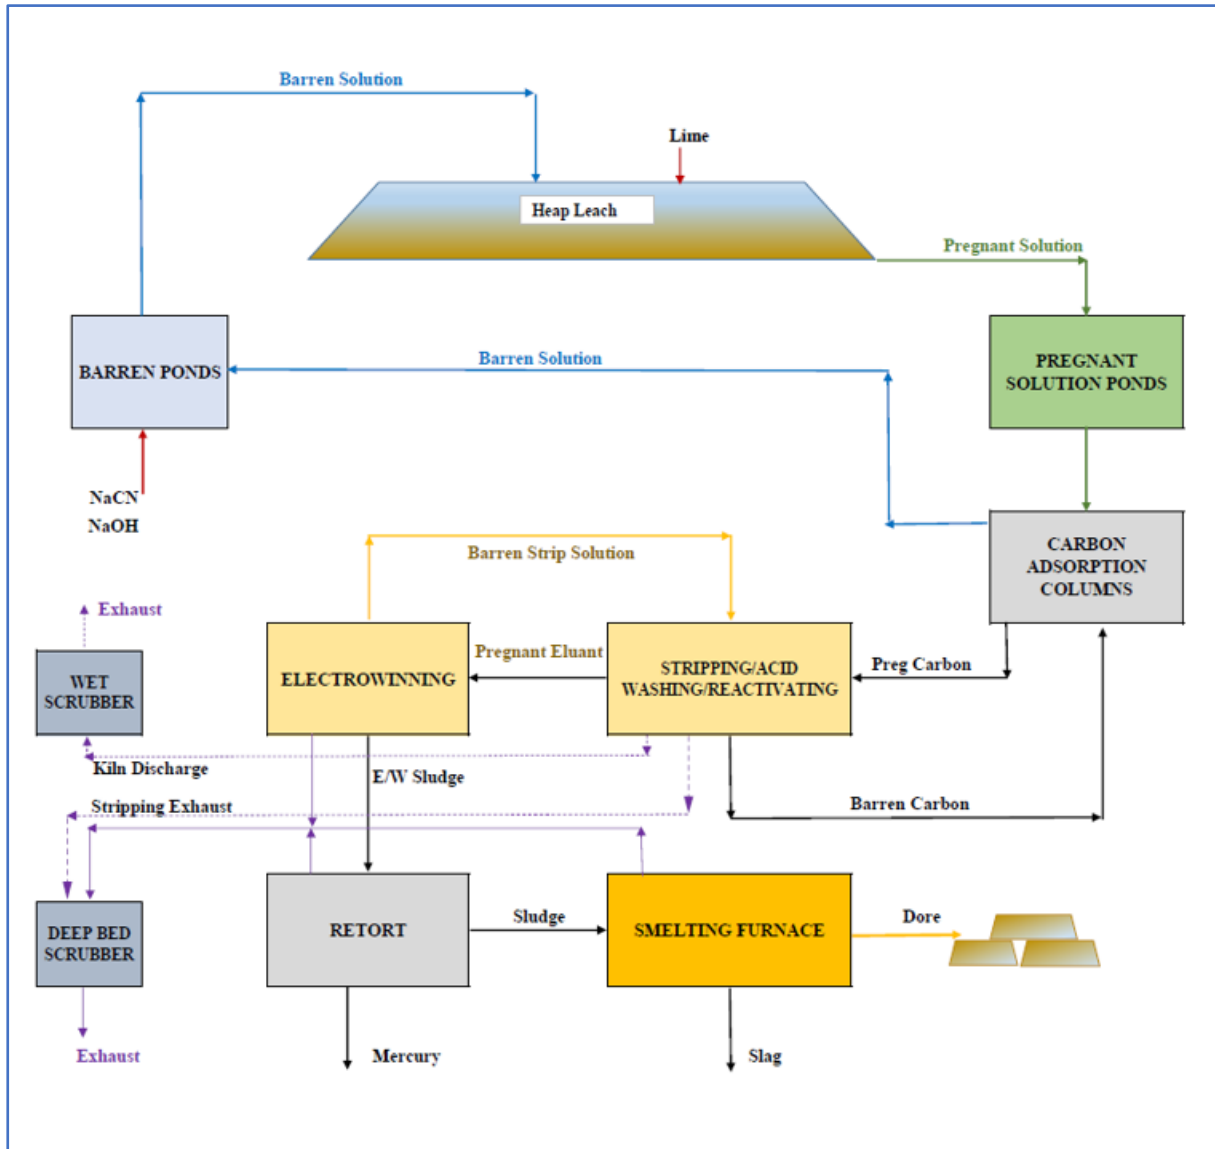 Barren Solution
Lime
Heap Leach
Pregnant Solution
BARREN PONDS
Barren Solution
PREGNANT
SOLUTION PONDS
NaCN
NaOH
CARBON
ADSORPTION
COLUMNS
Barren Strip Solution
Exhaust
WET
SCRUBBER
ELECTROWINNING
Pregnant Eluant
STRIPPING/ACID
WASHING/REACTIVATING
Preg Carbon
Kiln Discharge
E/W Sludge
Stripping Exhaust
Barren Carbon
DEEP BED
SCRUBBER
RETORT
Sludge
SMELTING FURNACE
Dore
Exhaust
Mercury
Slag